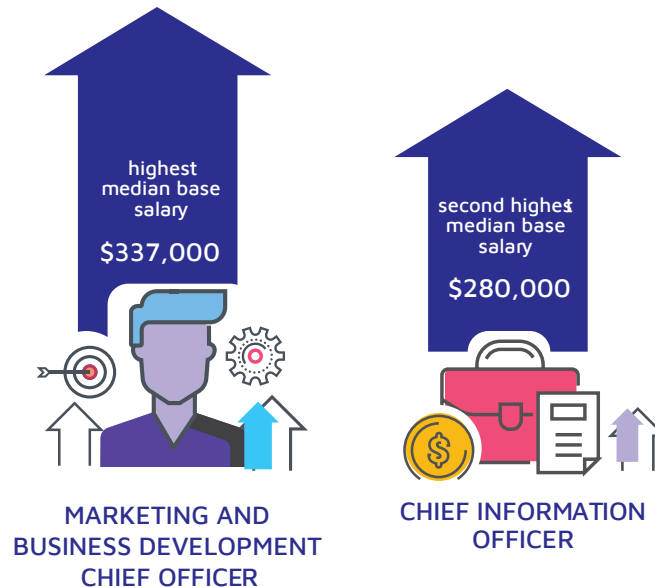 highest
median base
salary
$337,000
MARKETING AND
BUSINESS DEVELOPMENT
CHIEF OFFICER
second highest
median base
salary
$280,000
$
CHIEF INFORMATION
OFFICER